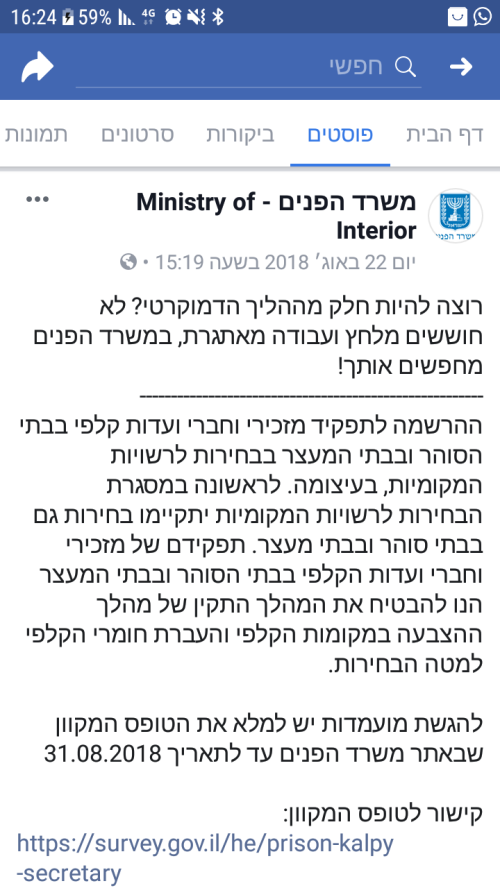 16:24 59% 4G
חפשי
דף הבית פוסטים ביקורות סרטונים תמונות
משרד הפנים - Ministry of
Interior
יום 22 באוג׳ 2018 בשעה 15:19
רוצה להיות חלק מההליך הדמוקרטי? לא
חוששים מלחץ ועבודה מאתגרת, במשרד הפנים
מחפשים אותך!
-------------------------------------------------------
ההרשמה לתפקיד מזכירי וחברי ועדות קלפי בבתי
הסוהר ובבתי המעצר בבחירות לרשויות
המקומיות, בעיצומה. לראשונה במסגרת
הבחירות לרשויות המקומיות יתקיימו בחירות גם
בבתי סוהר ובבתי מעצר. תפקידם של מזכירי
וחברי ועדות הקלפי בבתי הסוהר ובבתי המעצר
הנו להבטיח את המהלך התקין של מהלך
ההצבעה במקומות הקלפי והעברת חומרי הקלפי
למטה הבחירות.
להגשת מועמדות יש למלא את הטופס המקוון
שבאתר משרד הפנים עד לתאריך 31.08.2018
קישור לטופס המקוון:
https://survey.gov.il/he/prison-kalpy
-secretary